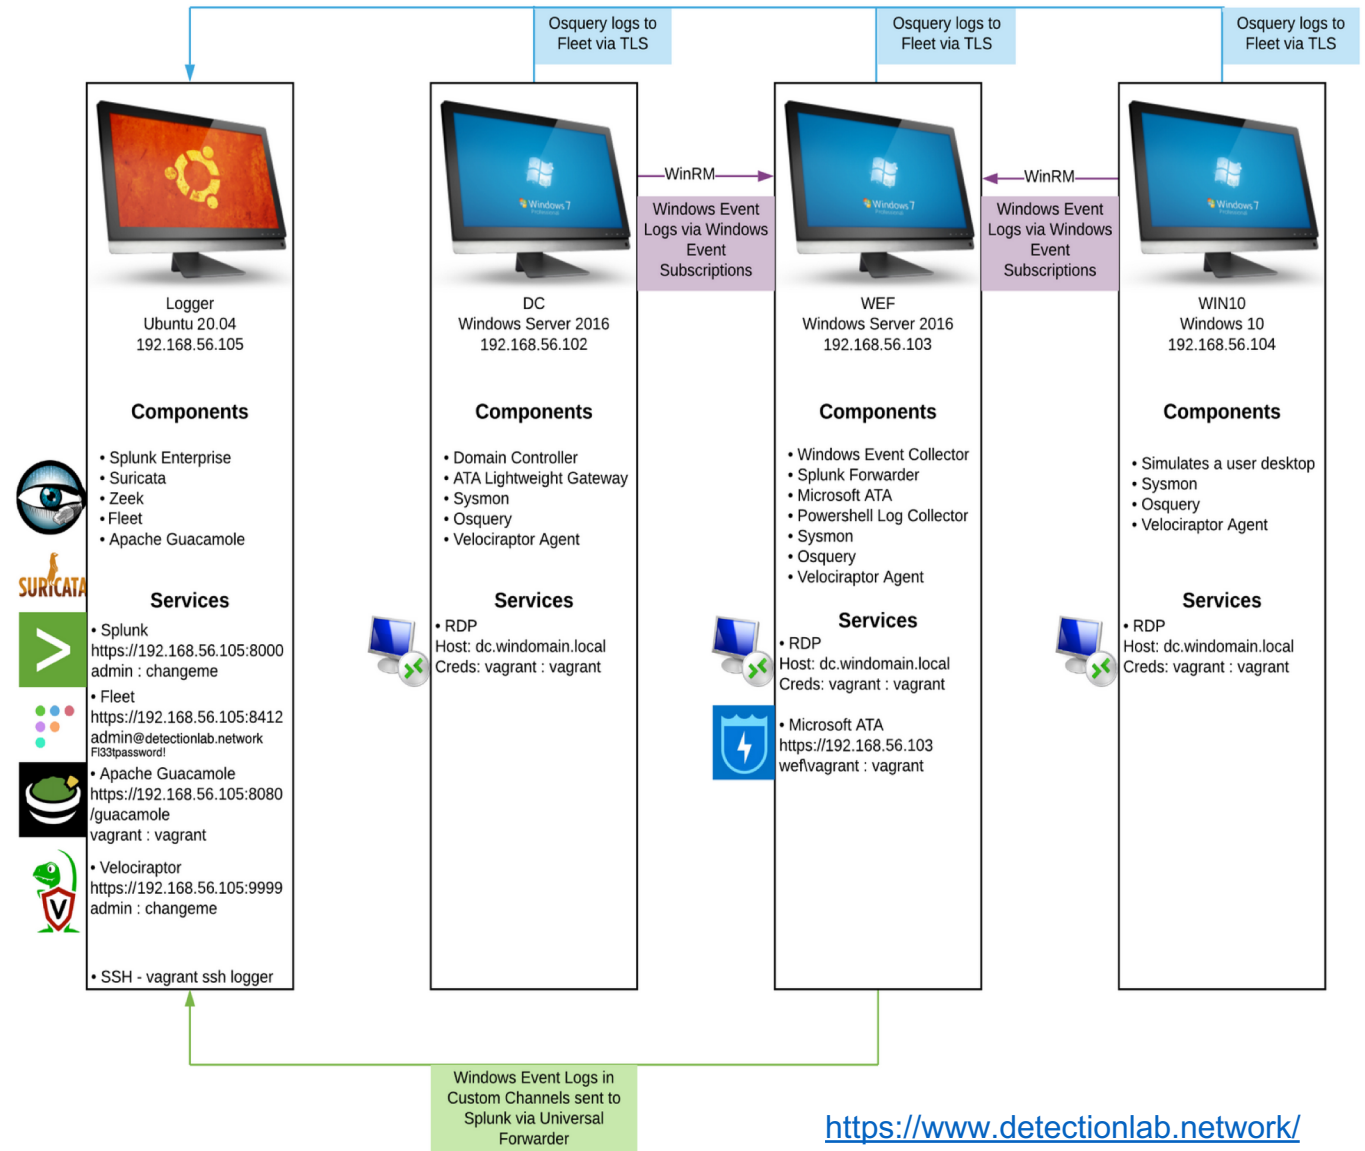 Osquery logs to
Fleet via TLS
Osquery logs to
Fleet via TLS
Osquery logs to
Fleet via TLS
Logger
Ubuntu 20.04
192.168.56.105
Components
• Splunk Enterprise
• Suricata
• Zeek
• Fleet
• Apache Guacamole
SURICATA
Services
• Splunk
https://192.168.56.105:8000
admin : changeme
• Fleet
https://192.168.56.105:8412
admin@detectionlab.network
Fl33tpassword!
• Apache Guacamole
https://192.168.56.105:8080
/guacamole
vagrant : vagrant
• Velociraptor
https://192.168.56.105:9999
admin : changeme
V
• SSH - vagrant ssh logger
Windows 7
Professional
DC
Windows Server 2016
192.168.56.102
Components
• Domain Controller
• ATA Lightweight Gateway
• Sysmon
• Osquery
• Velociraptor Agent
Services
• RDP
Host: dc.windomain.local
Creds: vagrant : vagrant
WinRM
Windows Event
Logs via Windows
Event
Subscriptions
Windows 7
Professional
WEF
Windows Server 2016
192.168.56.103
Components
• Windows Event Collector
• Splunk Forwarder
• Microsoft ATA
• Powershell Log Collector
• Sysmon
• Osquery
• Velociraptor Agent
Services
• RDP
Host: dc.windomain.local
Creds: vagrant : vagrant
• Microsoft ATA
https://192.168.56.103
wef\vagrant : vagrant
WinRM
Windows Event
Logs via Windows
Event
Subscriptions
Windows 7
Professional
WIN10
Windows 10
192.168.56.104
Components
• Simulates a user desktop
• Sysmon
• Osquery
• Velociraptor Agent
Services
• RDP
Host: dc.windomain.local
Creds: vagrant : vagrant
Windows Event Logs in
Custom Channels sent to
Splunk via Universal
Forwarder
https://www.detectionlab.network/